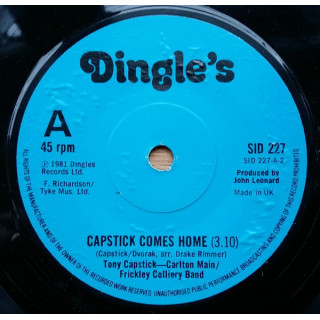 Dingle's
A
45 rpm
℗ 1981 Dingles
Records Ltd.
F. Richardson/
Tyke Mus. Ltd.
SID 227
SID 227-A-2
Produced by
John Leonard
Made in UK
CAPSTICK COMES HOME (3.10)
(Capstick/Dvorak, arr. Drake Rimmer)
Tony Capstick—Carlton Main/
Frickley Colliery Band
ALL RIGHTS OF THE MANUFACTURER AND OF THE OWNER OF THE RECORDED WORK RESERVED. UNAUTHORISED PUBLIC PERFORMANCE BROADCASTING AND COPYING OF THIS RECORD PROHIBITED